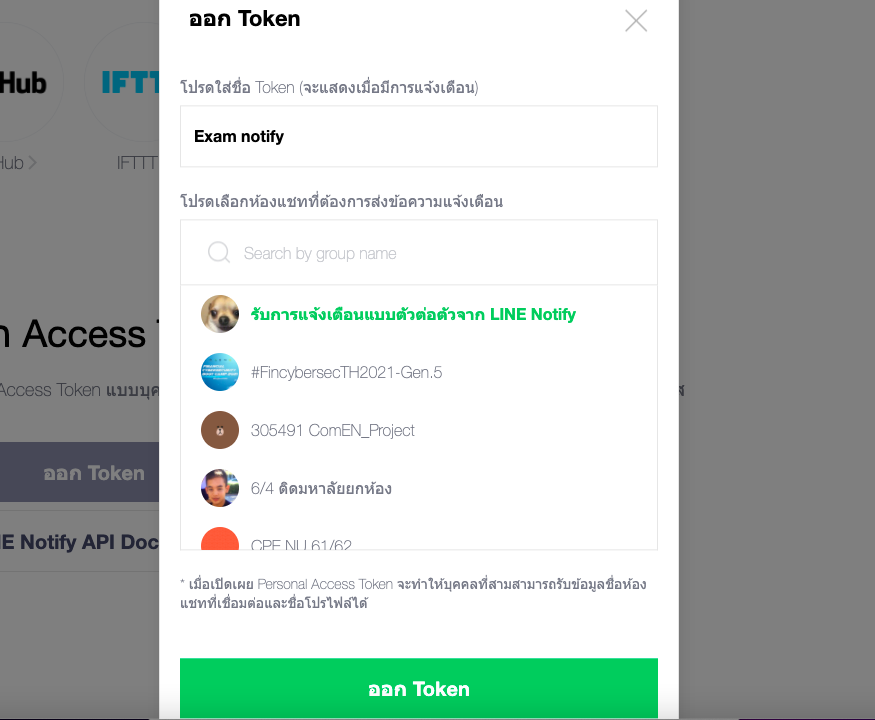 ออก Token
Hub
IFTT
โปรดใส่ชื่อ Token (จะแสดงเมื่อมีการแจ้งเตือน)
Exam notify
Hub
IFTTT
โปรดเลือกห้องแชทที่ต้องการส่งข้อความแจ้งเตือน
Search by group name
รับการแจ้งเตือนแบบตัวต่อตัวจาก LINE Notify
n Access T
#FincybersecTH2021-Gen.5
Access Token แบบบุค
305491 ComEN_Project
ออก Token
6/4 ติดมหาลัยยกห้อง
NE Notify API Doc
CPE NU 61/62
* เมื่อเปิดเผย Personal Access Token จะทำให้บุคคลที่สามสามารถรับข้อมูลชื่อห้อง
แชทที่เชื่อมต่อและชื่อโปรไฟล์ได้
ออก Token